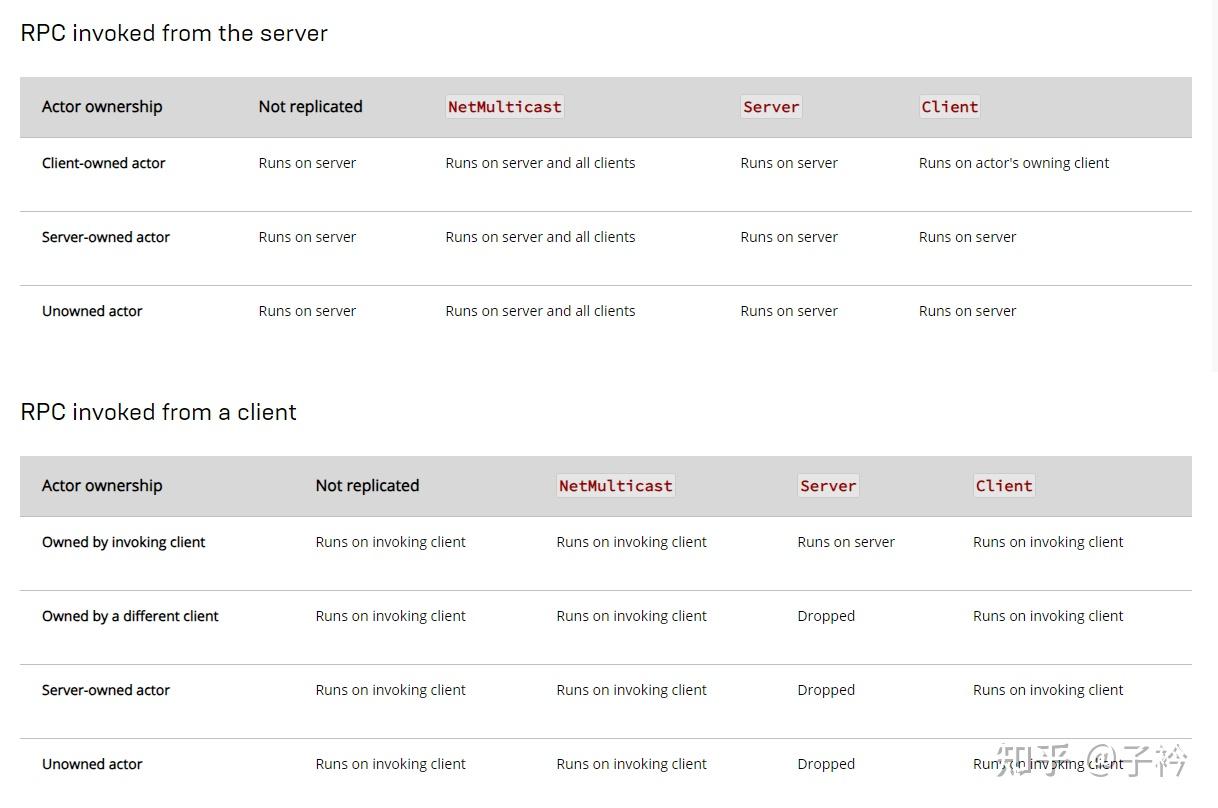 RPC invoked from the server
Actor ownership Not replicated NetMulticast Server Client
Client-owned actor Runs on server Runs on server and all clients Runs on server Runs on actor's owning client
Server-owned actor Runs on server Runs on server and all clients Runs on server Runs on server
Unowned actor Runs on server Runs on server and all clients Runs on server Runs on server
RPC invoked from a client
Actor ownership Not replicated NetMulticast Server Client
Owned by invoking client Runs on invoking client Runs on invoking client Runs on server Runs on invoking client
Owned by a different client Runs on invoking client Runs on invoking client Dropped Runs on invoking client
Server-owned actor Runs on invoking client Runs on invoking client Dropped Runs on invoking client
Unowned actor Runs on invoking client Runs on invoking client Dropped Runs on invoking client
知乎 @子衿